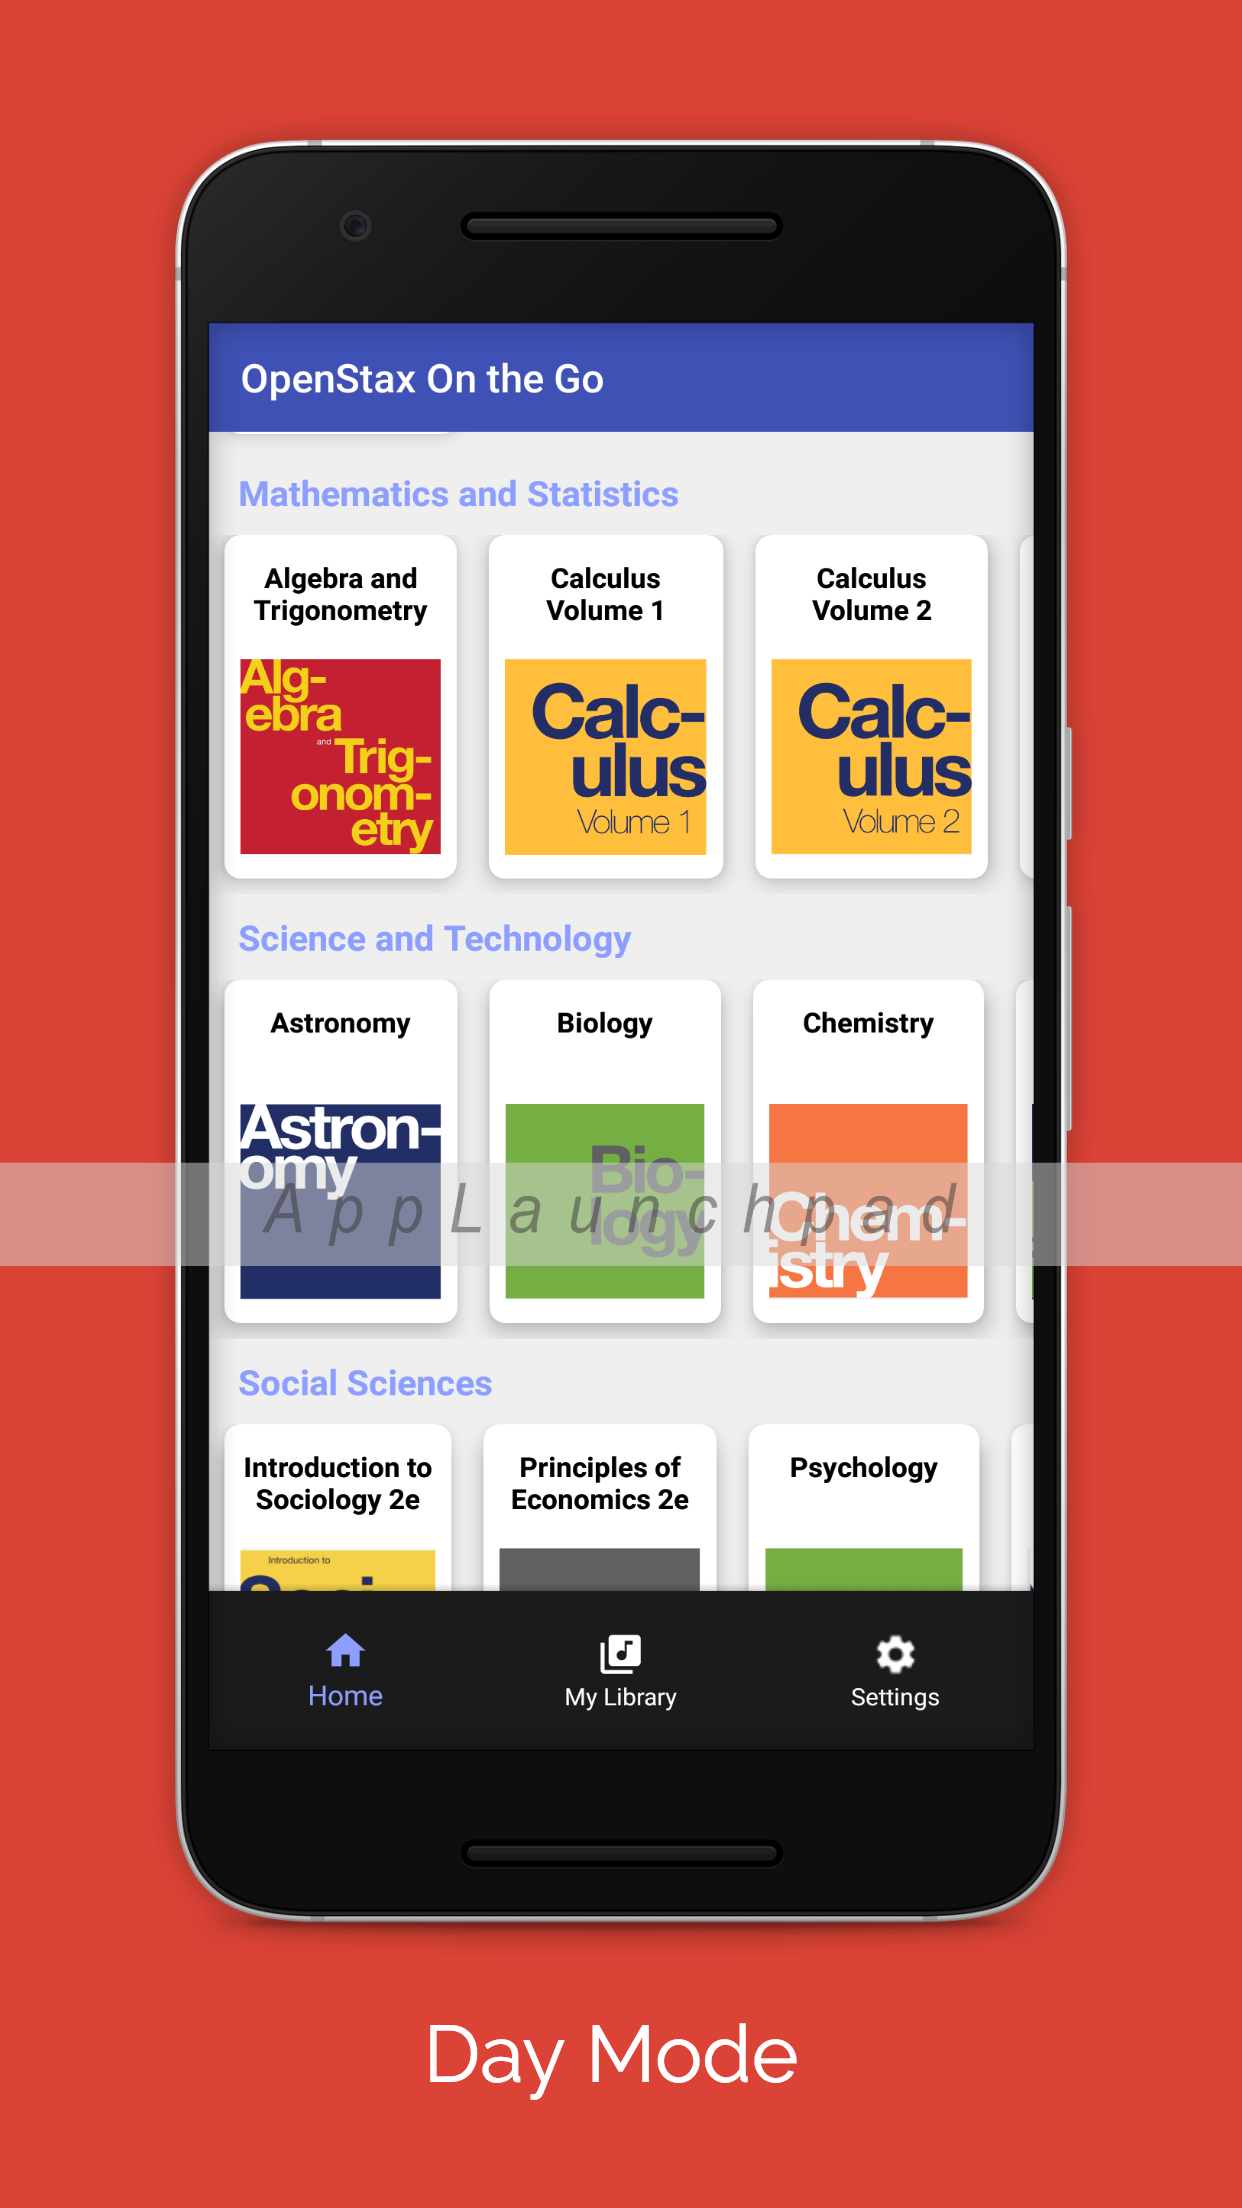 OpenStax On the Go
Mathematics and Statistics
Algebra and
Trigonometry
Calculus
Volume 1
Calculus
Volume 2
Alg-
ebra
and Trig-
onom-
etry
Calc-
ulus
Volume 1
Calc-
ulus
Volume 2
Science and Technology
Astronomy
Biology
Chemistry
Astron-
omy
Bio-
logy
Chem-
istry
AppLaunchpad
Social Sciences
Introduction to
Sociology 2e
Principles of
Economics 2e
Psychology
Introduction to
Home
My Library
Settings
Day Mode